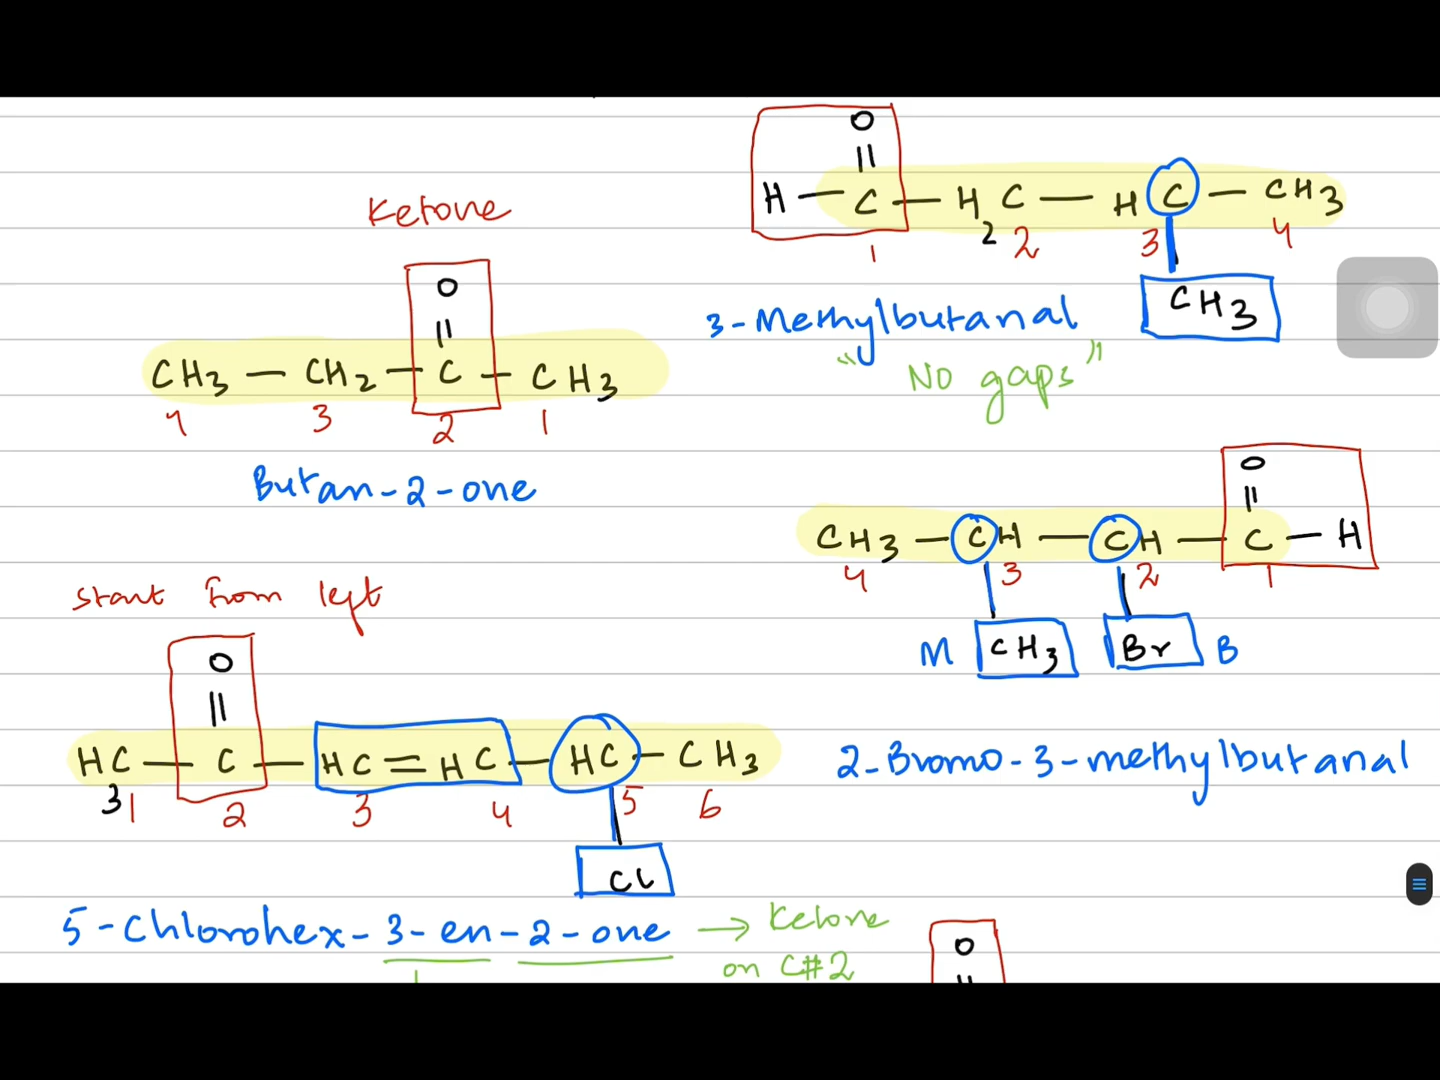 Ketone
O
||
CH3 — CH2 — C — CH3
4 3 2 1
Butan-2-one
O
||
H — C — H2C — HC — CH3
1 2 3 4
CH3
3-Methylbutanal
"No gaps"
O
||
CH3 — CH — CH — C — H
4 3 2 1
M CH3 Br B
2-Bromo-3-methylbutanal
Start from left
O
||
H3C — C — HC = HC — HC — CH3
1 2 3 4 5 6
Cl
5-Chlorohex-3-en-2-one → Ketone
on C#2
O